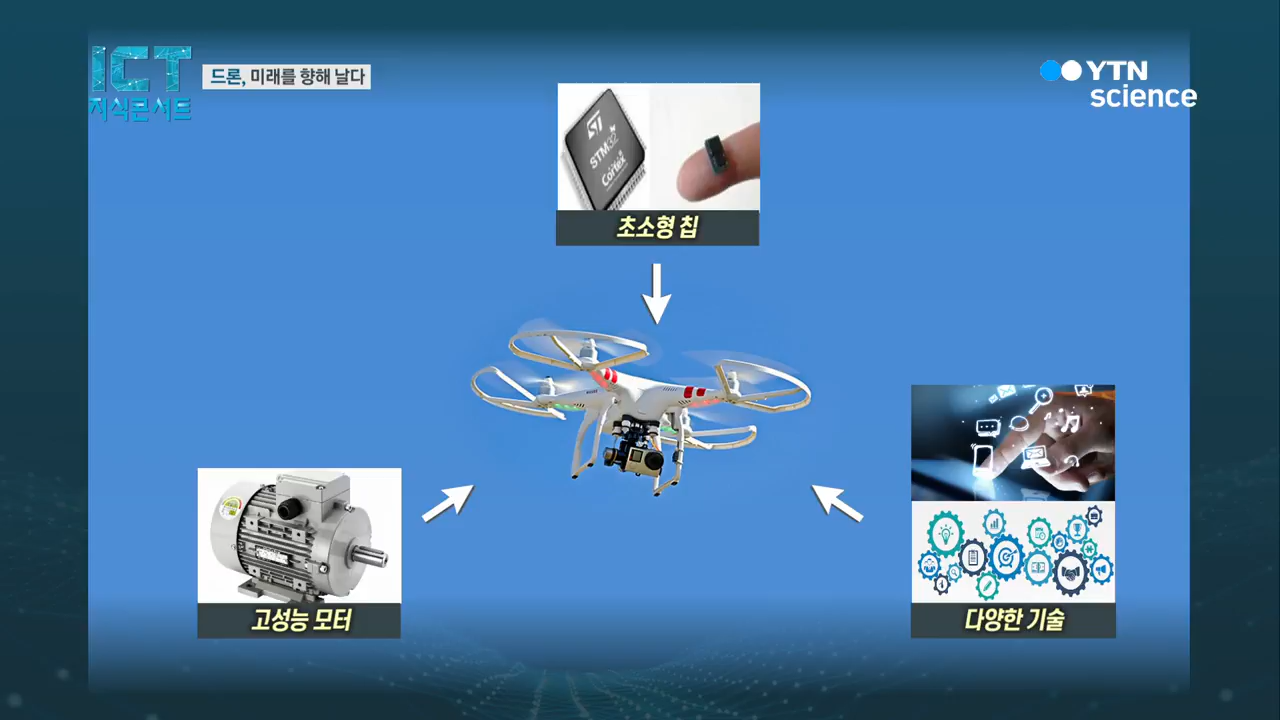 ICT
지식콘서트
드론, 미래를 향해 날다
YTN
science
ST
STM32
Cortex
초소형 칩
고성능 모터
다양한 기술